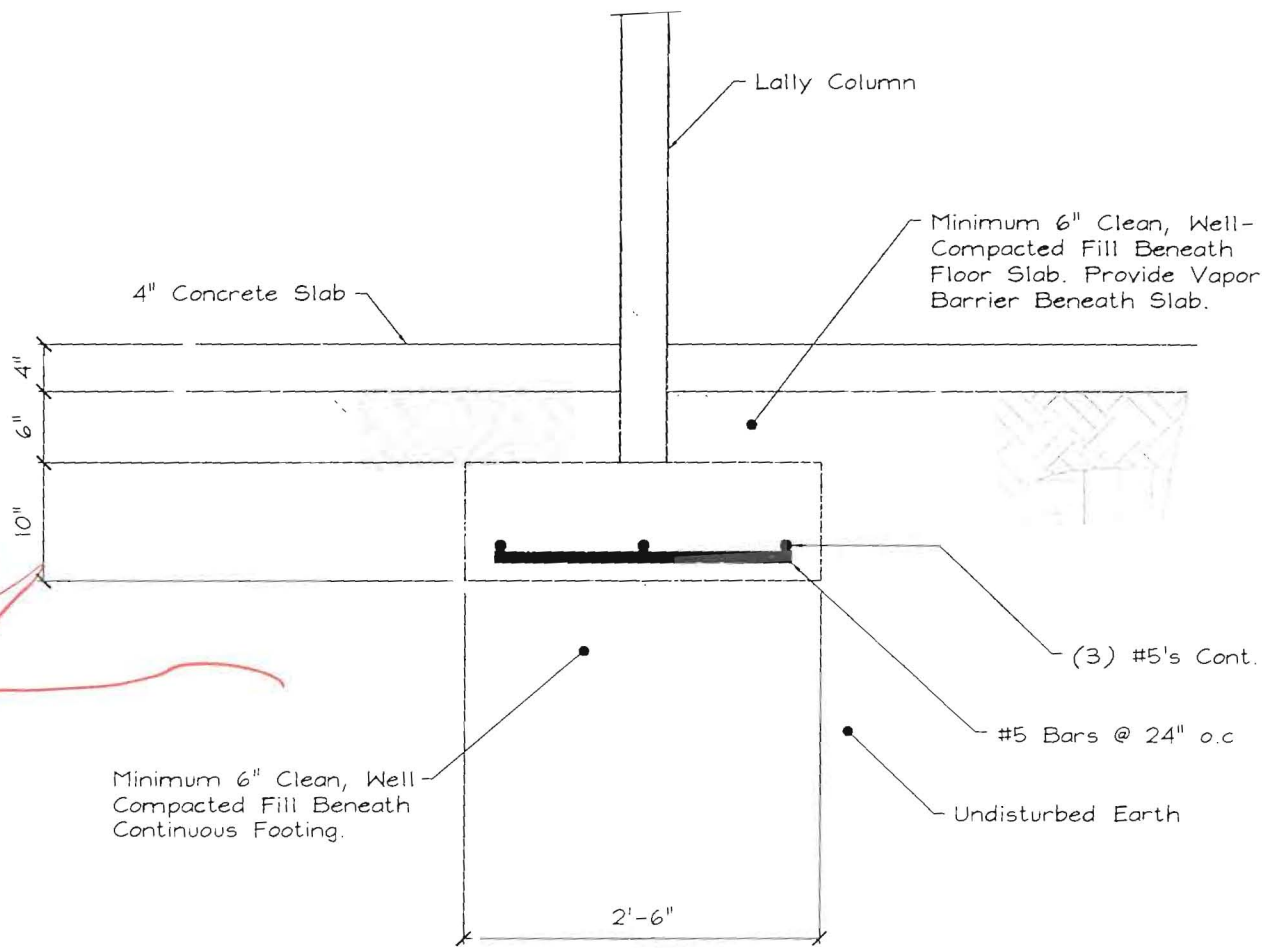 Lally Column
Minimum 6" Clean, Well-
Compacted Fill Beneath
Floor Slab. Provide Vapor
Barrier Beneath Slab.
4" Concrete Slab
4"
6"
10"
(3) #5's Cont.
#5 Bars @ 24" o.c
Minimum 6" Clean, Well
Compacted Fill Beneath
Continuous Footing.
Undisturbed Earth
2'-6"